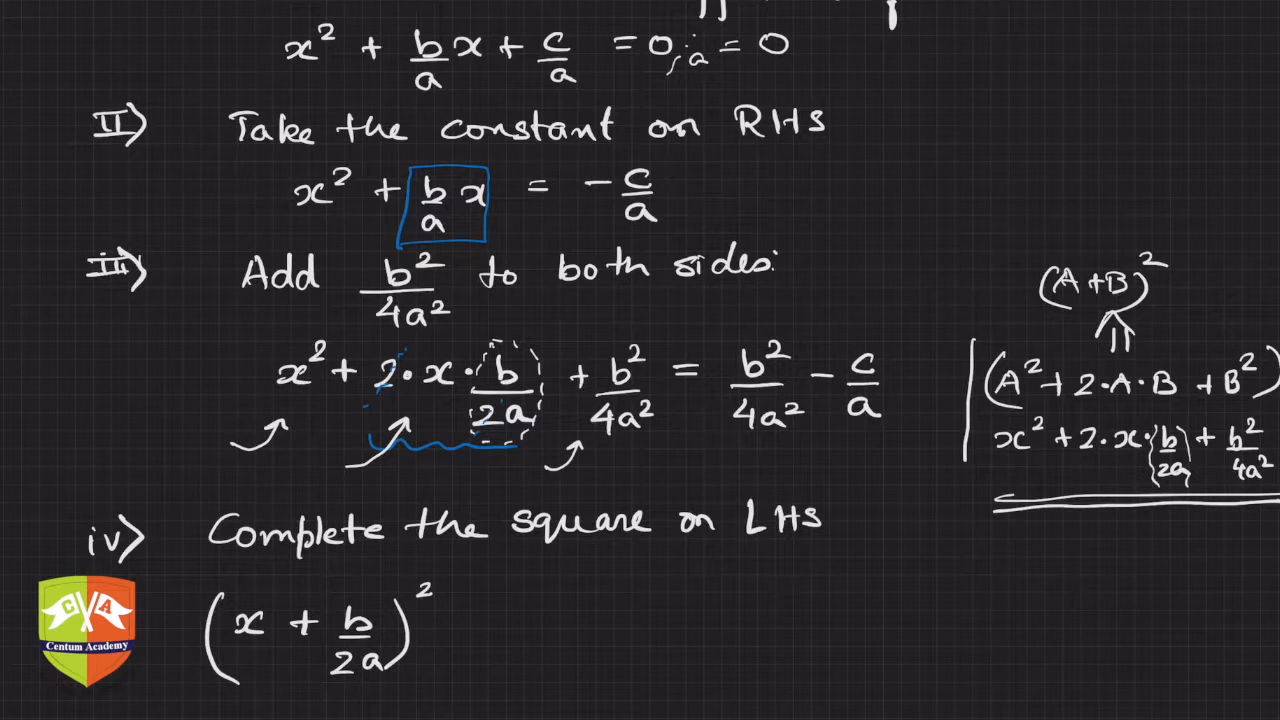 x² + b/a x + c/a = 0, a = 0
II) Take the constant on RHS
x² + b/a x = - c/a
iii) Add b²/4a² to both sides:
x² + 2 · x · b/2a + b²/4a² = b²/4a² - c/a
(A + B)²
(A² + 2·A·B + B²)
x² + 2·x·(b/2a) + b²/4a²
iv) Complete the square on LHS
(x + b/2a)²
C A
Centum Academy